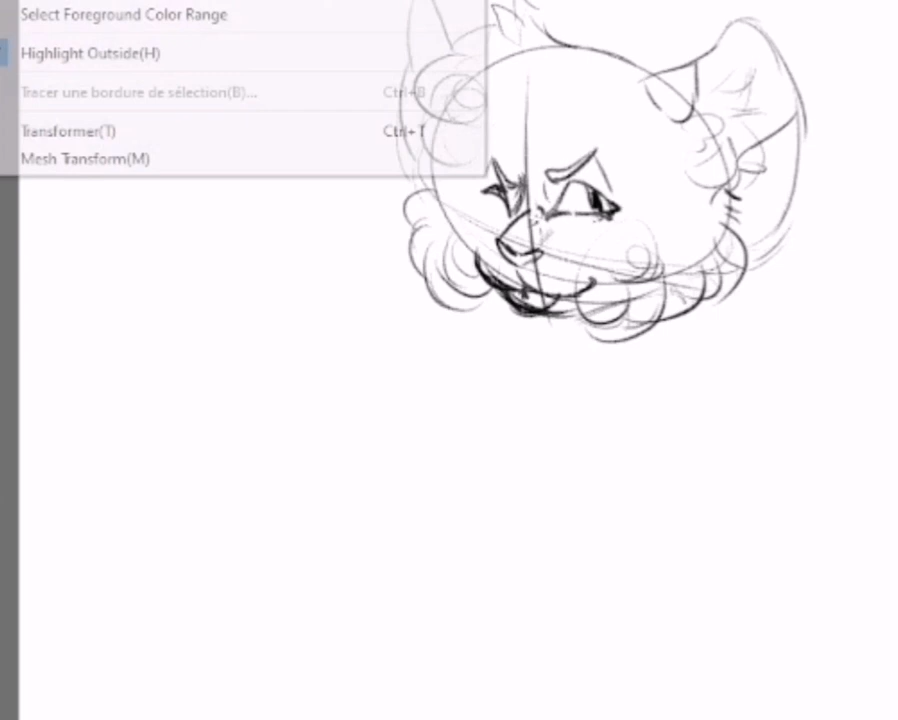 Select Foreground Color Range
Highlight Outside(H)
Tracer une bordure de sélection(B)... Ctrl+B
Transformer(T) Ctrl+T
Mesh Transform(M)